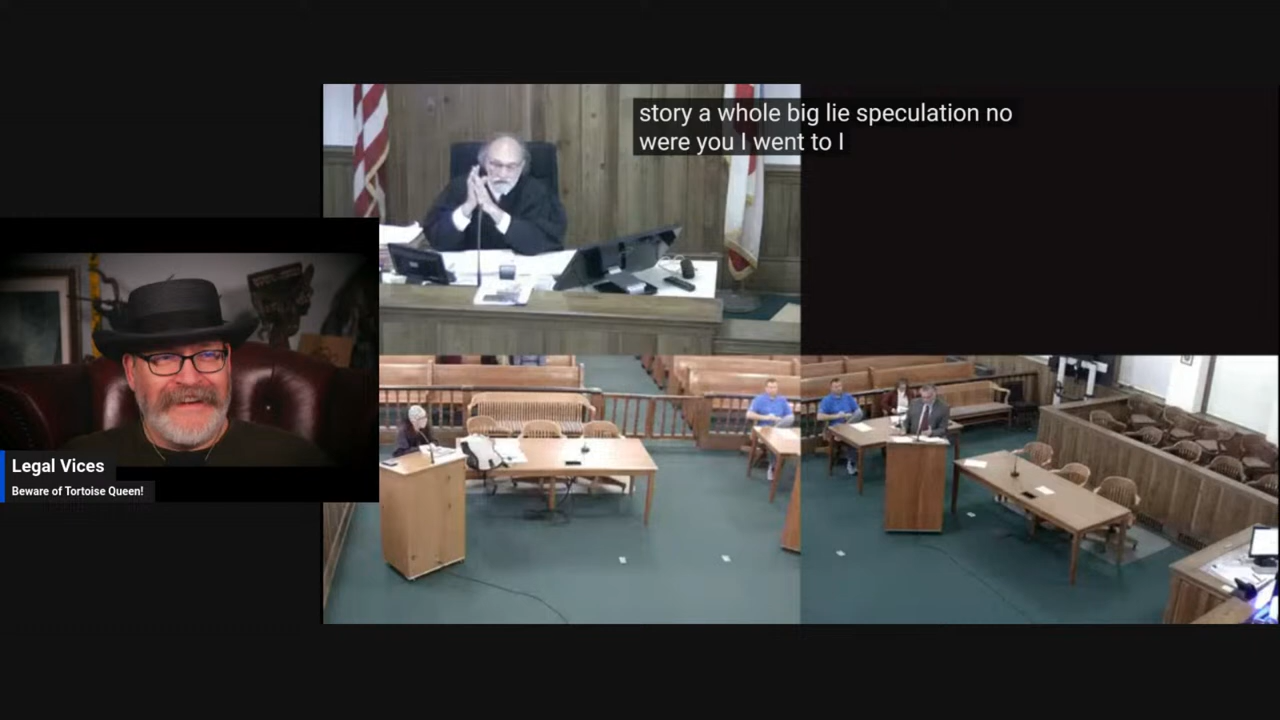 story a whole big lie speculation no
were you I went to I
Legal Vices
Beware of Tortoise Queen!